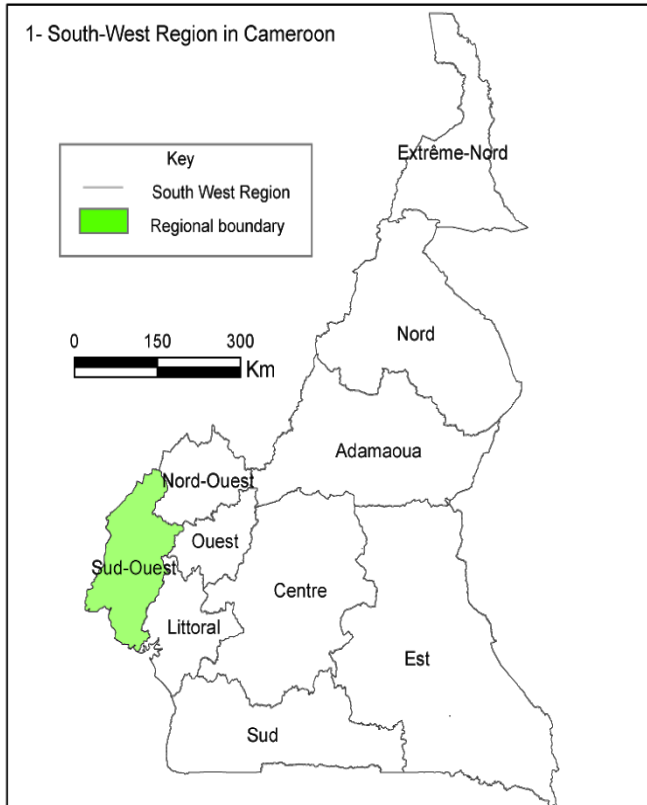 1- South-West Region in Cameroon
Extrême-Nord
Key
South West Region
Regional boundary
Nord
0 150 300
Km
Adamaoua
Nord-Ouest
Ouest
Sud-Ouest
Centre
Littoral
Est
Sud